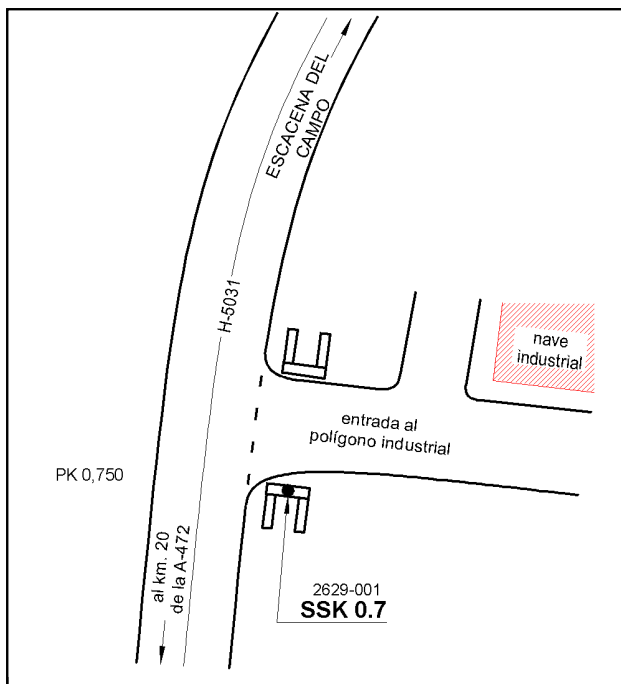 ESCACENA DEL
CAMPO
H-5031
nave
industrial
entrada al
polígono industrial
PK 0,750
al km. 20
de la A-472
2629-001
SSK 0.7